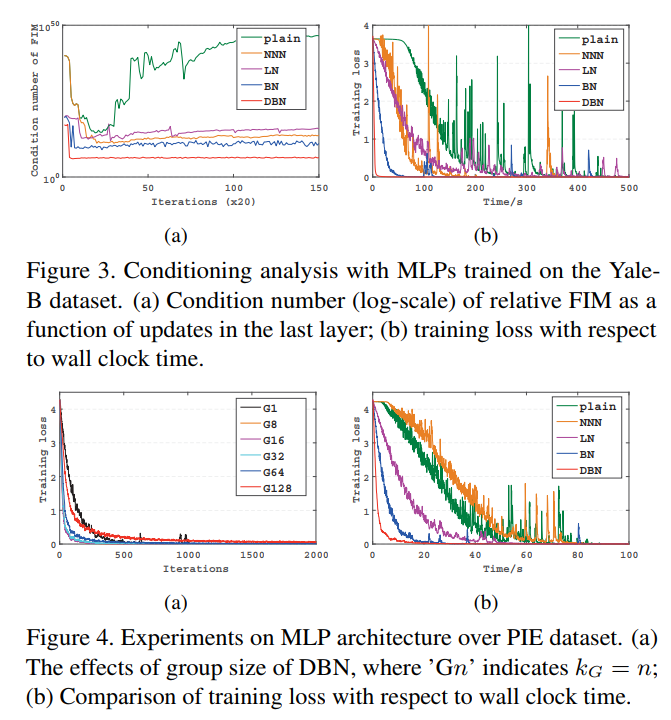 10^50
10^0
Condition number of FIM
0 50 100 150
Iterations (x20)
plain
NNN
LN
BN
DBN
(a)
4
3
2
1
0
Training loss
0 100 200 300 400 500
Time/s
plain
NNN
LN
BN
DBN
(b)
Figure 3. Conditioning analysis with MLPs trained on the Yale-
B dataset. (a) Condition number (log-scale) of relative FIM as a
function of updates in the last layer; (b) training loss with respect
to wall clock time.
4
3
2
1
0
Training loss
0 500 1000 1500 2000
Iterations
G1
G8
G16
G32
G64
G128
(a)
4
3
2
1
0
Training loss
0 20 40 60 80 100
Time/s
plain
NNN
LN
BN
DBN
(b)
Figure 4. Experiments on MLP architecture over PIE dataset. (a)
The effects of group size of DBN, where ’Gn’ indicates kG = n;
(b) Comparison of training loss with respect to wall clock time.